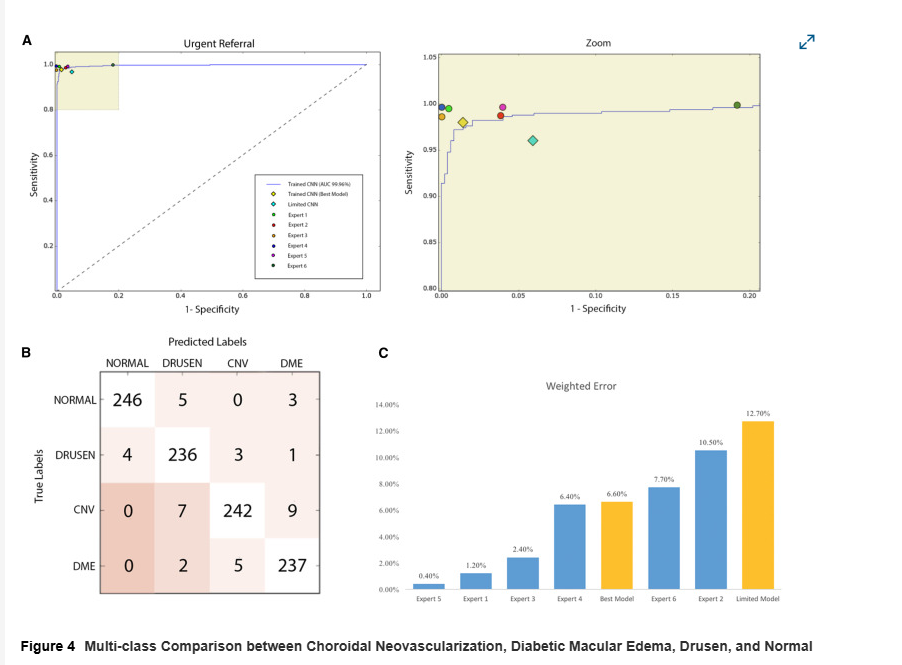 A
Urgent Referral
1.0
0.8
0.6
0.4
0.2
Sensitivity
0.0 0.2 0.4 0.6 0.8 1.0
1- Specificity
Trained CNN (AUC 99.96%)
Trained CNN (Best Model)
Limited CNN
Expert 1
Expert 2
Expert 3
Expert 4
Expert 5
Expert 6
Zoom
1.05
1.00
0.95
0.90
0.85
0.80
Sensitivity
0.00 0.05 0.10 0.15 0.20
1 - Specificity
B
Predicted Labels
NORMAL DRUSEN CNV DME
True Labels
NORMAL 246 5 0 3
DRUSEN 4 236 3 1
CNV 0 7 242 9
DME 0 2 5 237
C
Weighted Error
14.00%
12.00%
10.00%
8.00%
6.00%
4.00%
2.00%
0.00%
0.40% 1.20% 2.40% 6.40% 6.60% 7.70% 10.50% 12.70%
Expert 5 Expert 1 Expert 3 Expert 4 Best Model Expert 6 Expert 2 Limited Model
Figure 4 Multi-class Comparison between Choroidal Neovascularization, Diabetic Macular Edema, Drusen, and Normal